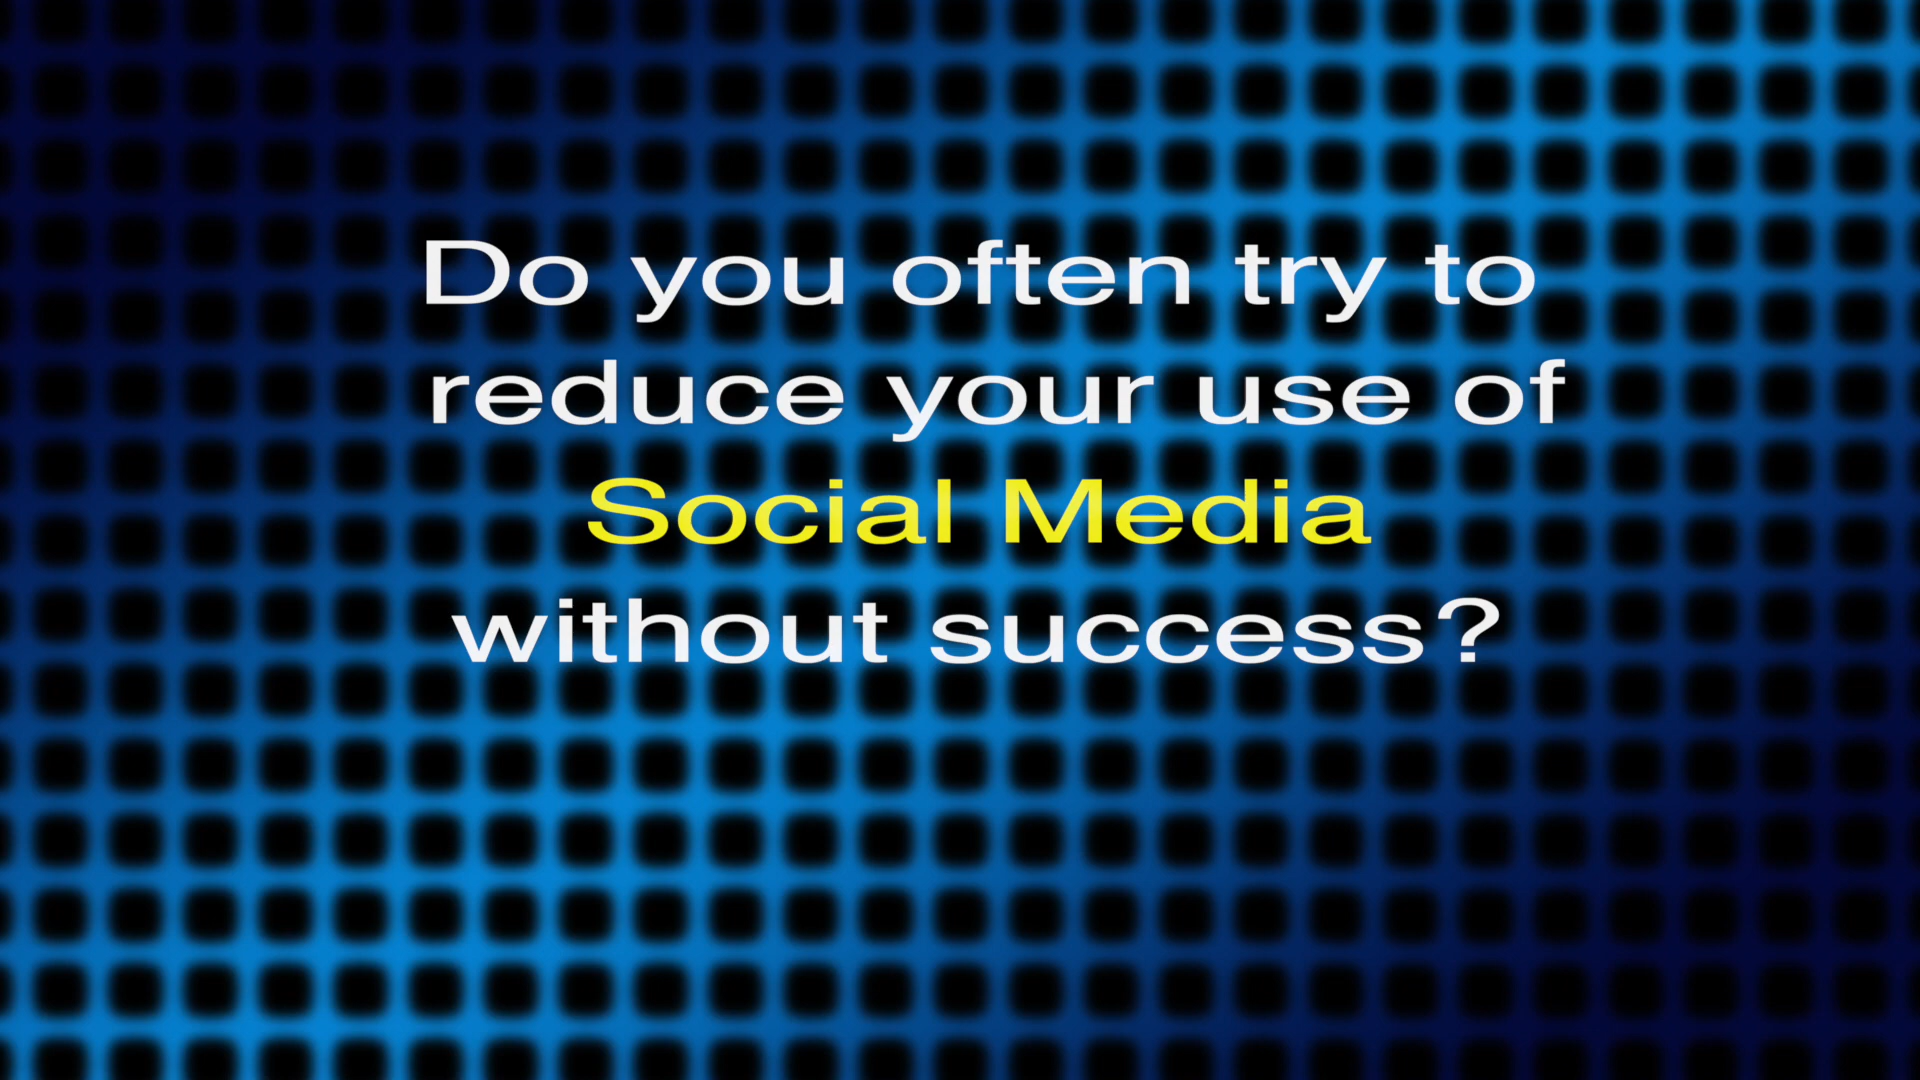 Do you often try to
reduce your use of
Social Media
without success?